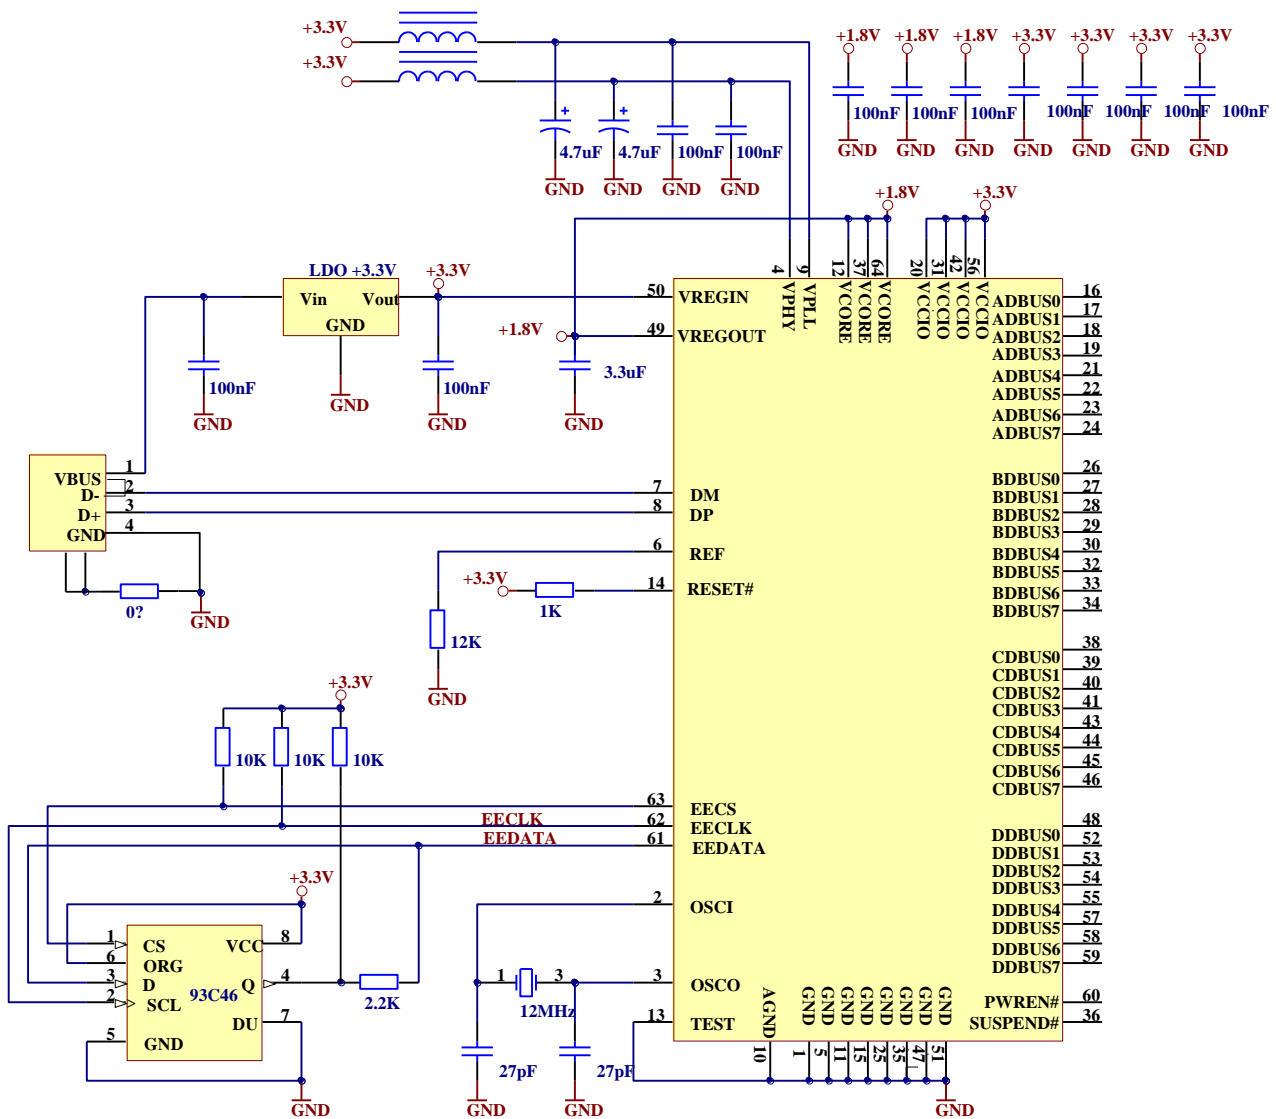 +3.3V
+3.3V
4.7uF
4.7uF
100nF
100nF
GND
GND
GND
GND
+1.8V
+1.8V
+1.8V
+3.3V
+3.3V
+3.3V
+3.3V
100nF
100nF
100nF
100nF
100nF
100nF
100nF
GND
GND
GND
GND
GND
GND
GND
+1.8V
+3.3V
LDO +3.3V
Vin
Vout
GND
+3.3V
100nF
100nF
GND
GND
GND
+1.8V
3.3uF
GND
VBUS
D-
D+
GND
1
2
3
4
0?
GND
12K
GND
+3.3V
1K
+3.3V
10K
10K
10K
EECLK
EEDATA
+3.3V
93C46
1
CS
6
ORG
3
D
2
SCL
5
GND
VCC
8
Q
4
DU
7
2.2K
GND
1
3
12MHz
27pF
27pF
GND
GND
50
VREGIN
49
VREGOUT
7
DM
8
DP
6
REF
14
RESET#
63
EECS
62
EECLK
61
EEDATA
2
OSCI
3
OSCO
13
TEST
4
VPHY
9
VPLL
12
VCORE
37
VCORE
64
VCORE
20
VCCIO
31
VCCIO
42
VCCIO
56
VCCIO
ADBUS0 16
ADBUS1 17
ADBUS2 18
ADBUS3 19
ADBUS4 21
ADBUS5 22
ADBUS6 23
ADBUS7 24
BDBUS0 26
BDBUS1 27
BDBUS2 28
BDBUS3 29
BDBUS4 30
BDBUS5 32
BDBUS6 33
BDBUS7 34
CDBUS0 38
CDBUS1 39
CDBUS2 40
CDBUS3 41
CDBUS4 43
CDBUS5 44
CDBUS6 45
CDBUS7 46
DDBUS0 48
DDBUS1 52
DDBUS2 53
DDBUS3 54
DDBUS4 55
DDBUS5 57
DDBUS6 58
DDBUS7 59
PWREN# 60
SUSPEND# 36
AGND
10
GND
1
GND
5
GND
11
GND
15
GND
25
GND
35
GND
47
GND
51
GND